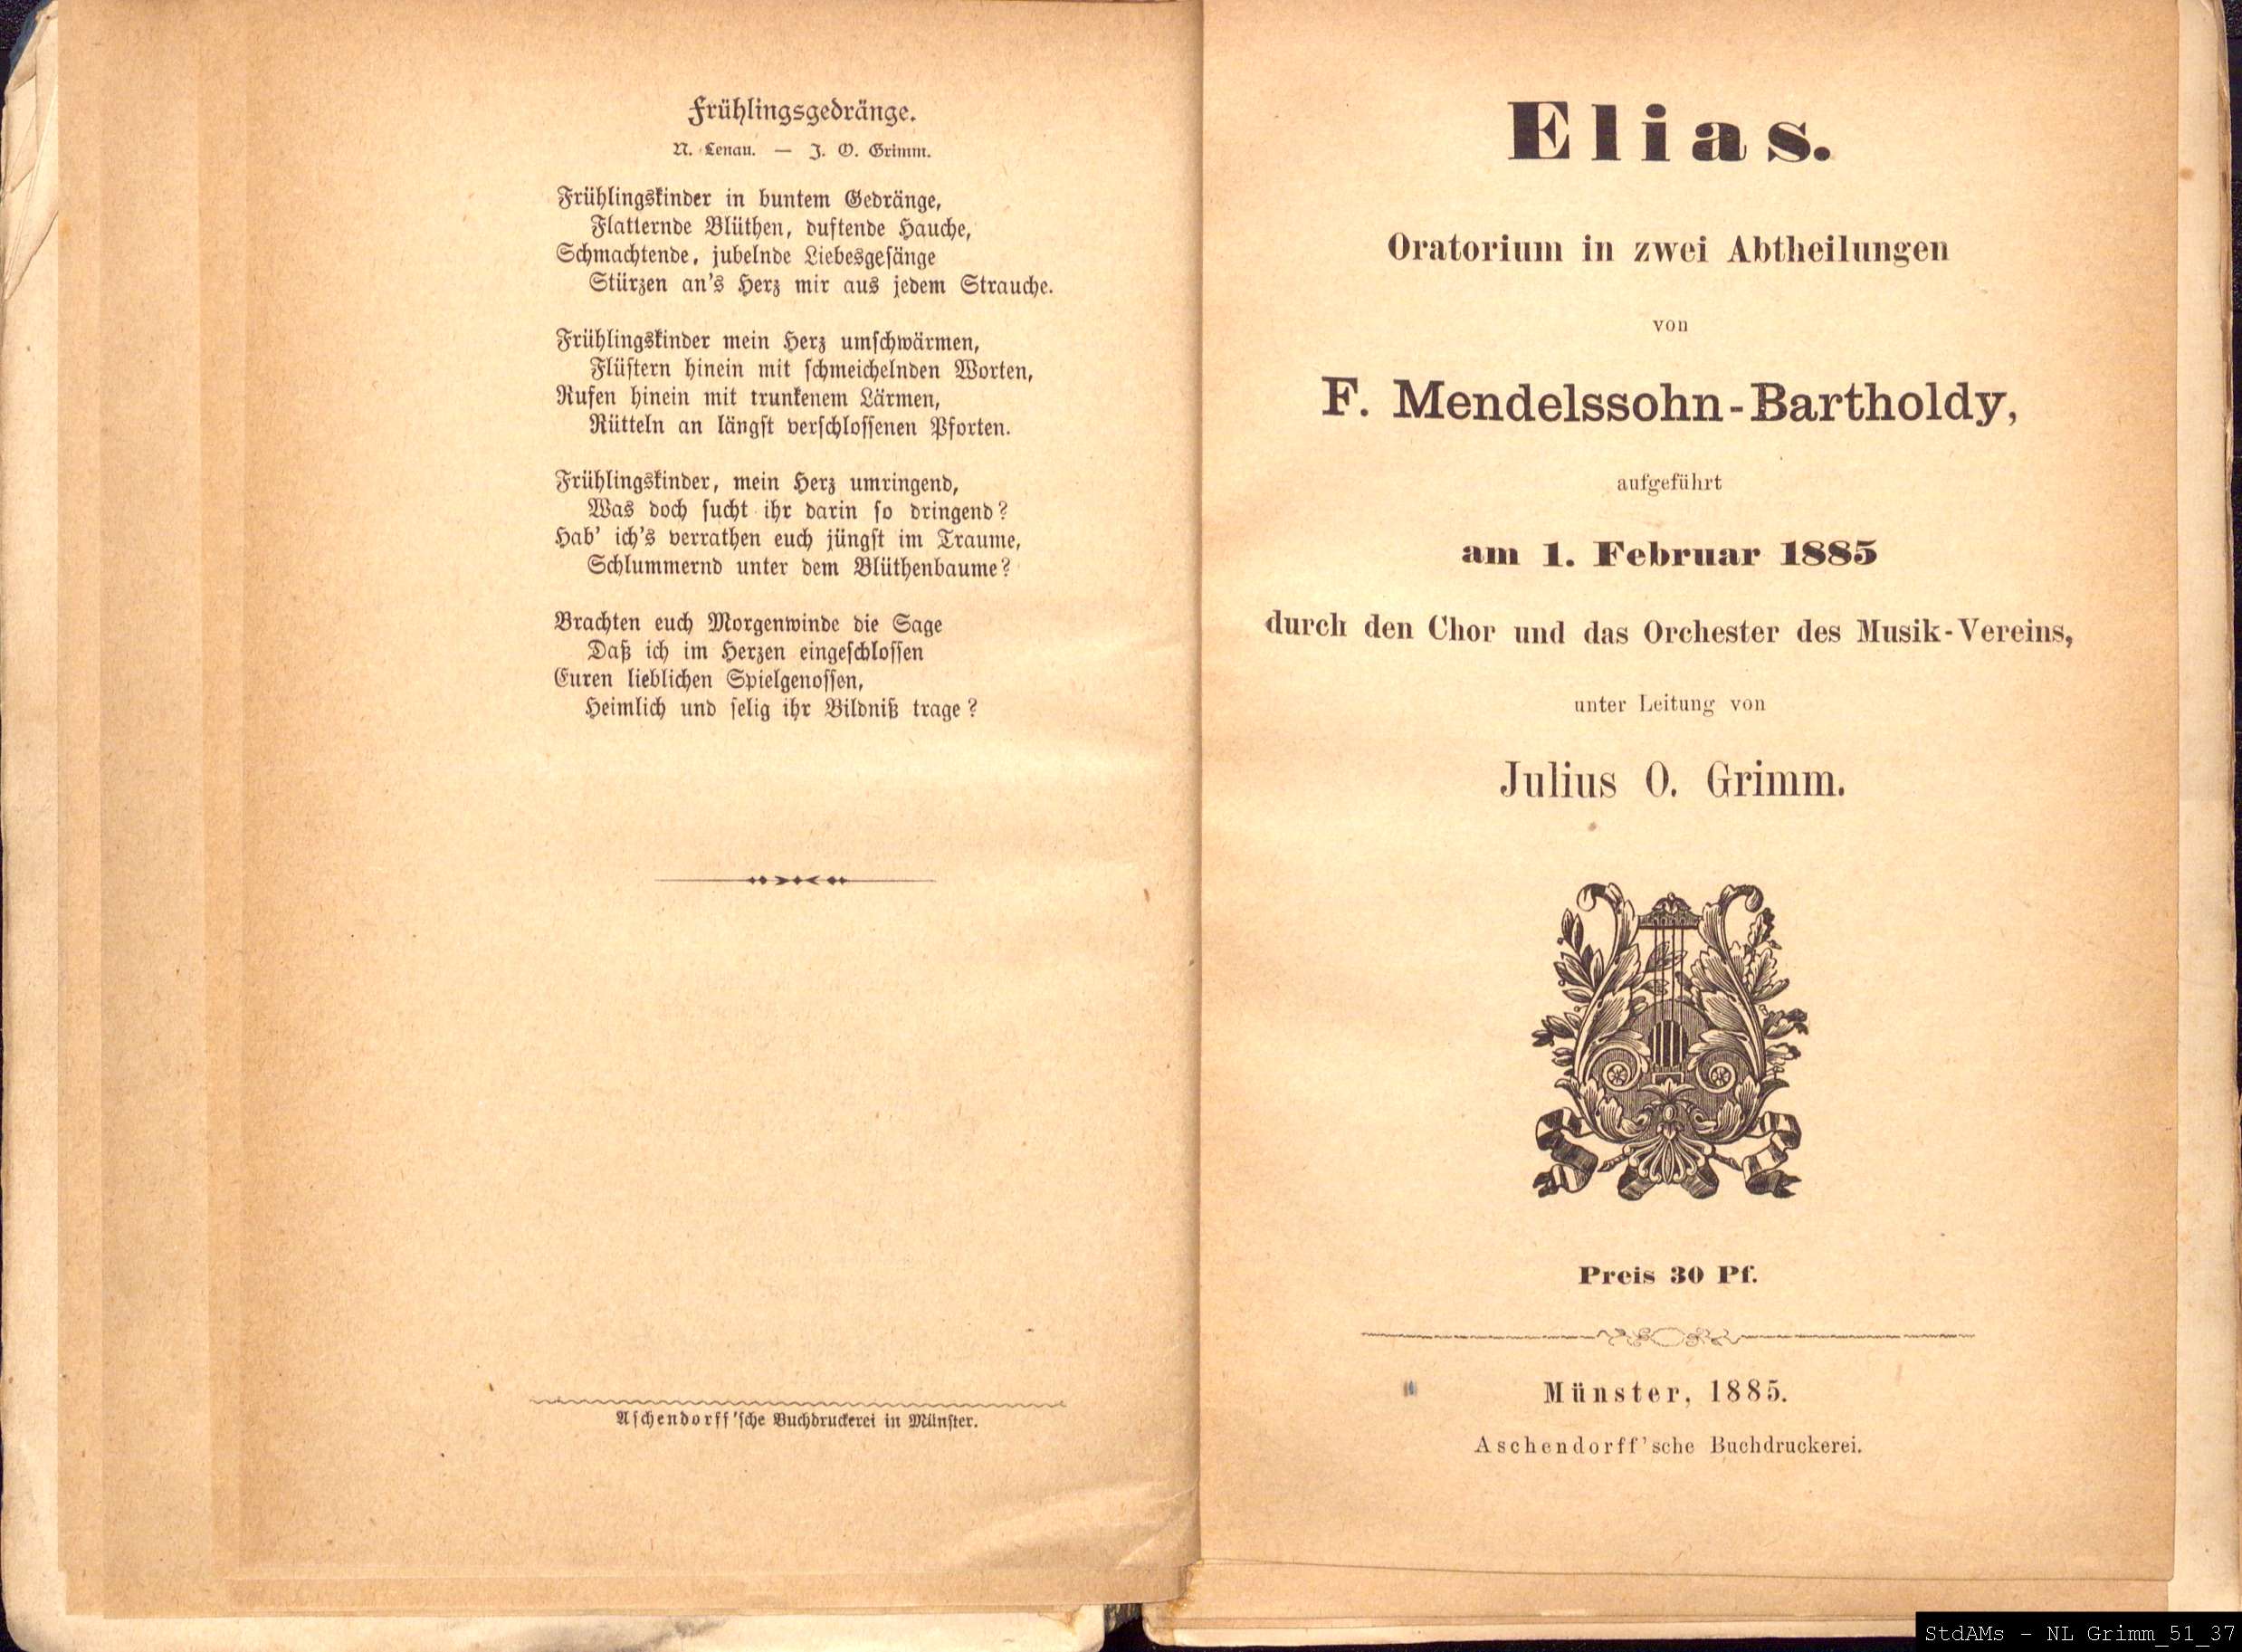 Frühlingsgedränge.
N. Lenau. — J. O. Grimm.
Frühlingskinder in buntem Gedränge,
Flatternde Blüthen, duftende Hauche,
Schmachtende, jubelnde Liebesgesänge
Stürzen an's Herz mir aus jedem Strauche.
Frühlingskinder mein Herz umschwärmen,
Flüstern hinein mit schmeichelnden Worten,
Rufen hinein mit trunkenem Lärmen,
Rütteln an längst verschlossenen Pforten.
Frühlingskinder, mein Herz umringend,
Was doch sucht ihr darin so dringend?
Hab' ich's verrathen euch jüngst im Traume,
Schlummernd unter dem Blüthenbaume?
Brachten euch Morgenwinde die Sage
Daß ich im Herzen eingeschlossen
Euren lieblichen Spielgenossen,
Heimlich und selig ihr Bildniß trage?
Aschendorff'sche Buchdruckerei in Münster.
Elias.
Oratorium in zwei Abtheilungen
von
F. Mendelssohn-Bartholdy,
aufgeführt
am 1. Februar 1885
durch den Chor und das Orchester des Musik-Vereins,
unter Leitung von
Julius O. Grimm.
Preis 30 Pf.
Münster, 1885.
Aschendorff'sche Buchdruckerei.
StdAMs - NL Grimm_51_37